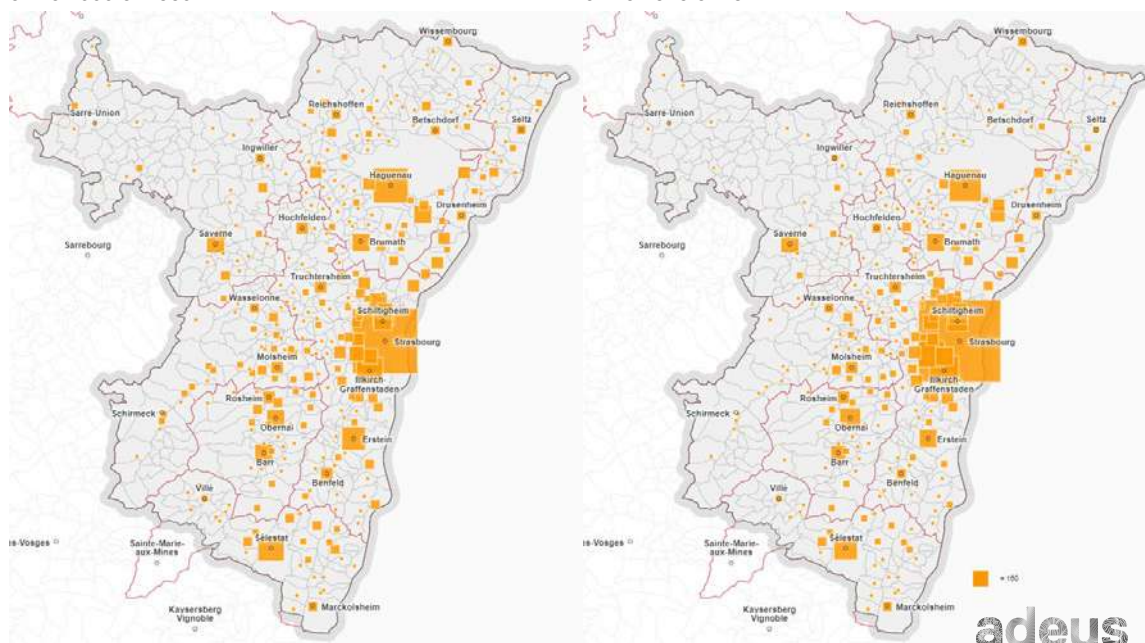 Wissembourg
Sarre-Union
Reichshoffen
Betschdorf
Seltz
Ingwiller
Haguenau
Drusenheim
Hochfelden
Saverne
Brumath
Sarrebourg
Truchtersheim
Wasselonne
Schiltigheim
Strasbourg
Molsheim
Illkirch-
Graffenstaden
Rosheim
Schirmeck
Obernai
Erstein
Barr
Benfeld
Villé
Sélestat
Sainte-Marie-
aux-Mines
Marckolsheim
Kaysersberg
Vignoble
Wissembourg
Sarre-Union
Reichshoffen
Betschdorf
Seltz
Ingwiller
Haguenau
Drusenheim
Hochfelden
Saverne
Brumath
Sarrebourg
Truchtersheim
Wasselonne
Schiltigheim
Strasbourg
Molsheim
Illkirch-
Graffenstaden
Rosheim
Schirmeck
Obernai
Erstein
Barr
Benfeld
Villé
Sélestat
s-Vosges
Sainte-Marie-
aux-Mines
Marckolsheim
Kaysersberg
Vignoble
= 150
adeus